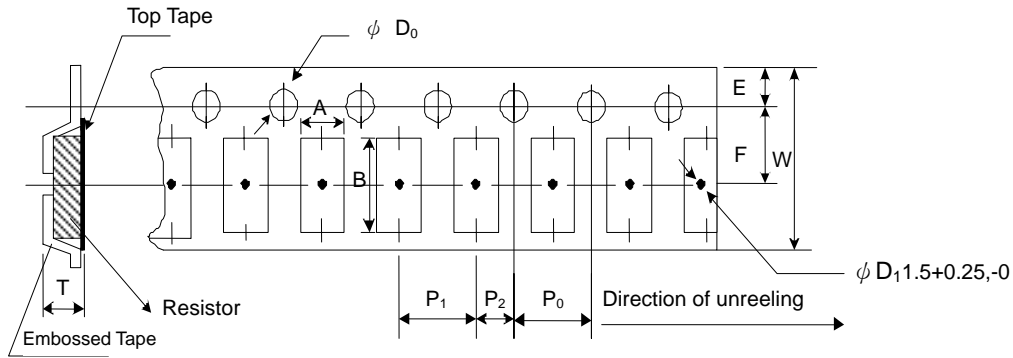 Top Tape
ϕ D0
E
A
F
W
B
ϕ D1 1.5+0.25,-0
T
Resistor
P1
P2
P0
Direction of unreeling
Embossed Tape